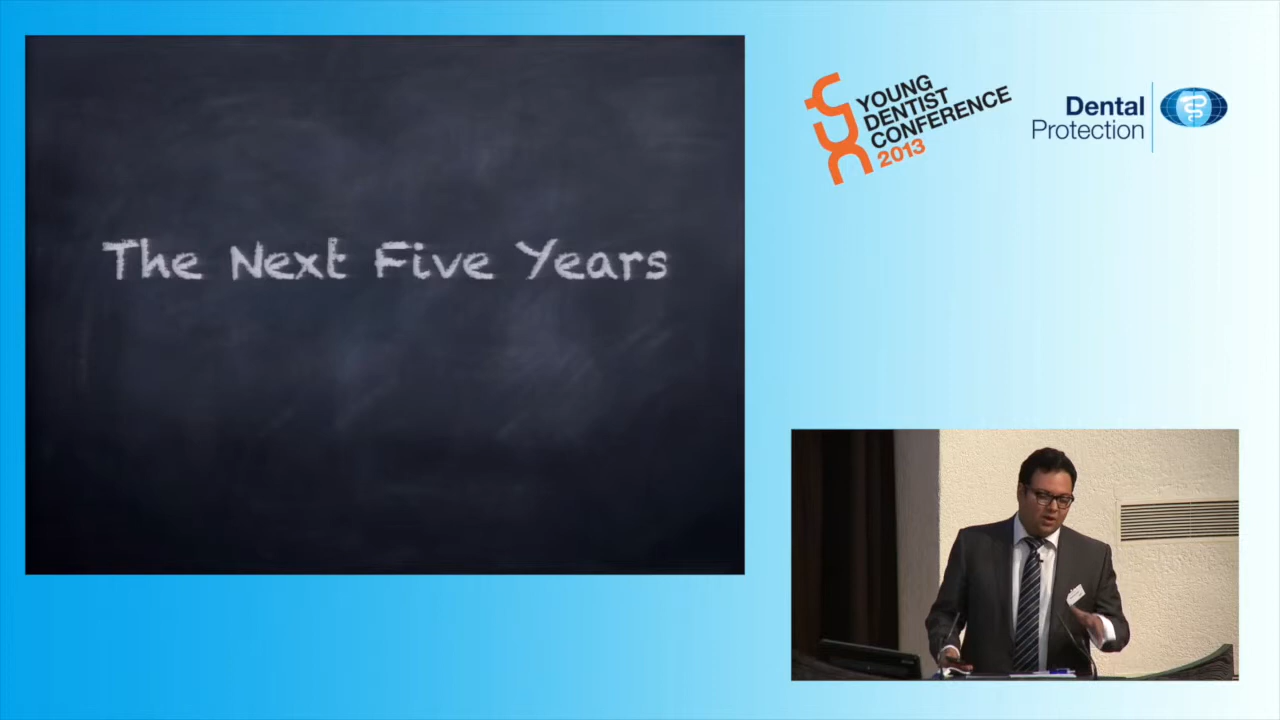 The Next Five Years
YOUNG
DENTIST
CONFERENCE
2013
Dental
Protection